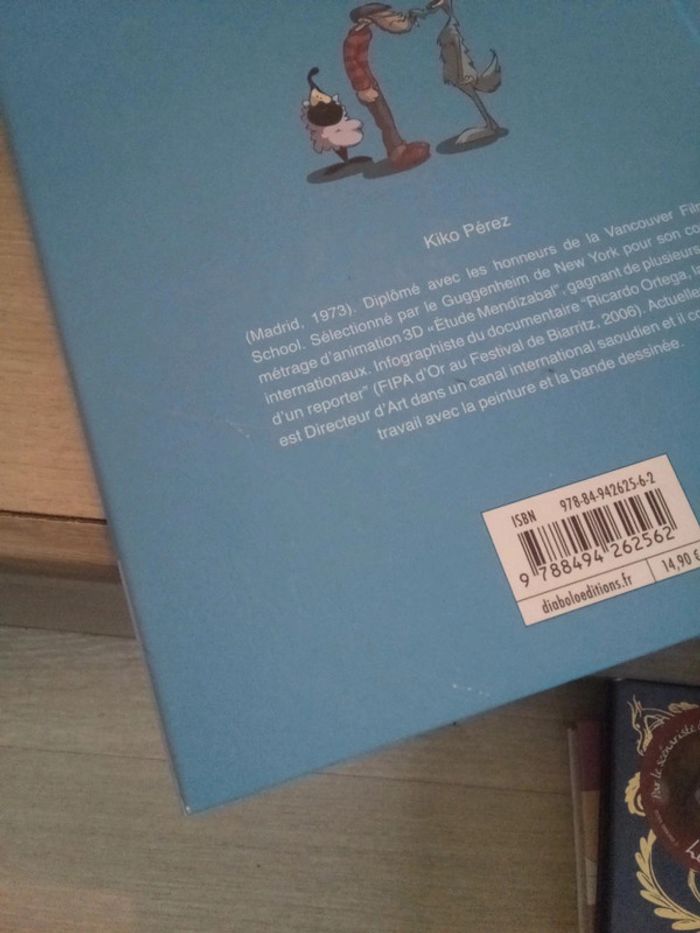 Kiko Pérez
(Madrid, 1973). Diplômé avec les honneurs de la Vancouver Film
School. Sélectionné par le Guggenheim de New York pour son
métrage d'animation 3D "Étude Mendizabal", gagnant de
internationaux. Infographiste du documentaire "Ricardo Ortega,
d'un reporter" (FIPA d'Or au Festival de Biarritz, 2006).
est Directeur d'Art dans un canal international saoudien et il
travail avec la peinture et la bande dessinée.
ISBN 978-84-942625-6-2
9 788494 262562
diaboloeditions.fr 14,90 €
Par le scénariste